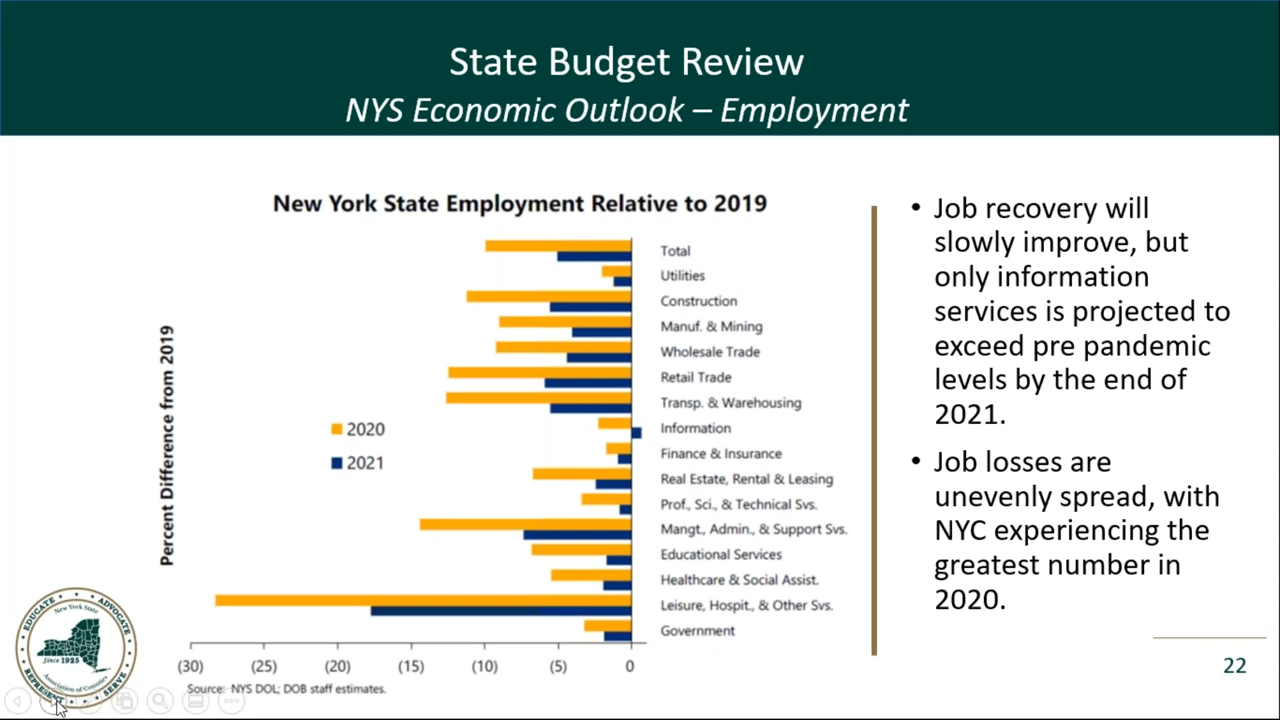 State Budget Review
NYS Economic Outlook – Employment
New York State Employment Relative to 2019
Percent Difference from 2019
2020
2021
Total
Utilities
Construction
Manuf. & Mining
Wholesale Trade
Retail Trade
Transp. & Warehousing
Information
Finance & Insurance
Real Estate, Rental & Leasing
Prof., Sci., & Technical Svs.
Mangt., Admin., & Support Svs.
Educational Services
Healthcare & Social Assist.
Leisure, Hospit., & Other Svs.
Government
(30) (25) (20) (15) (10) (5) 0
Source: NYS DOL; DOB staff estimates.
• Job recovery will
slowly improve, but
only information
services is projected to
exceed pre pandemic
levels by the end of
2021.
• Job losses are
unevenly spread, with
NYC experiencing the
greatest number in
2020.
22
EDUCATE
ADVOCATE
REPRESENT
SERVE
New York State
Since 1925
Association of Counties